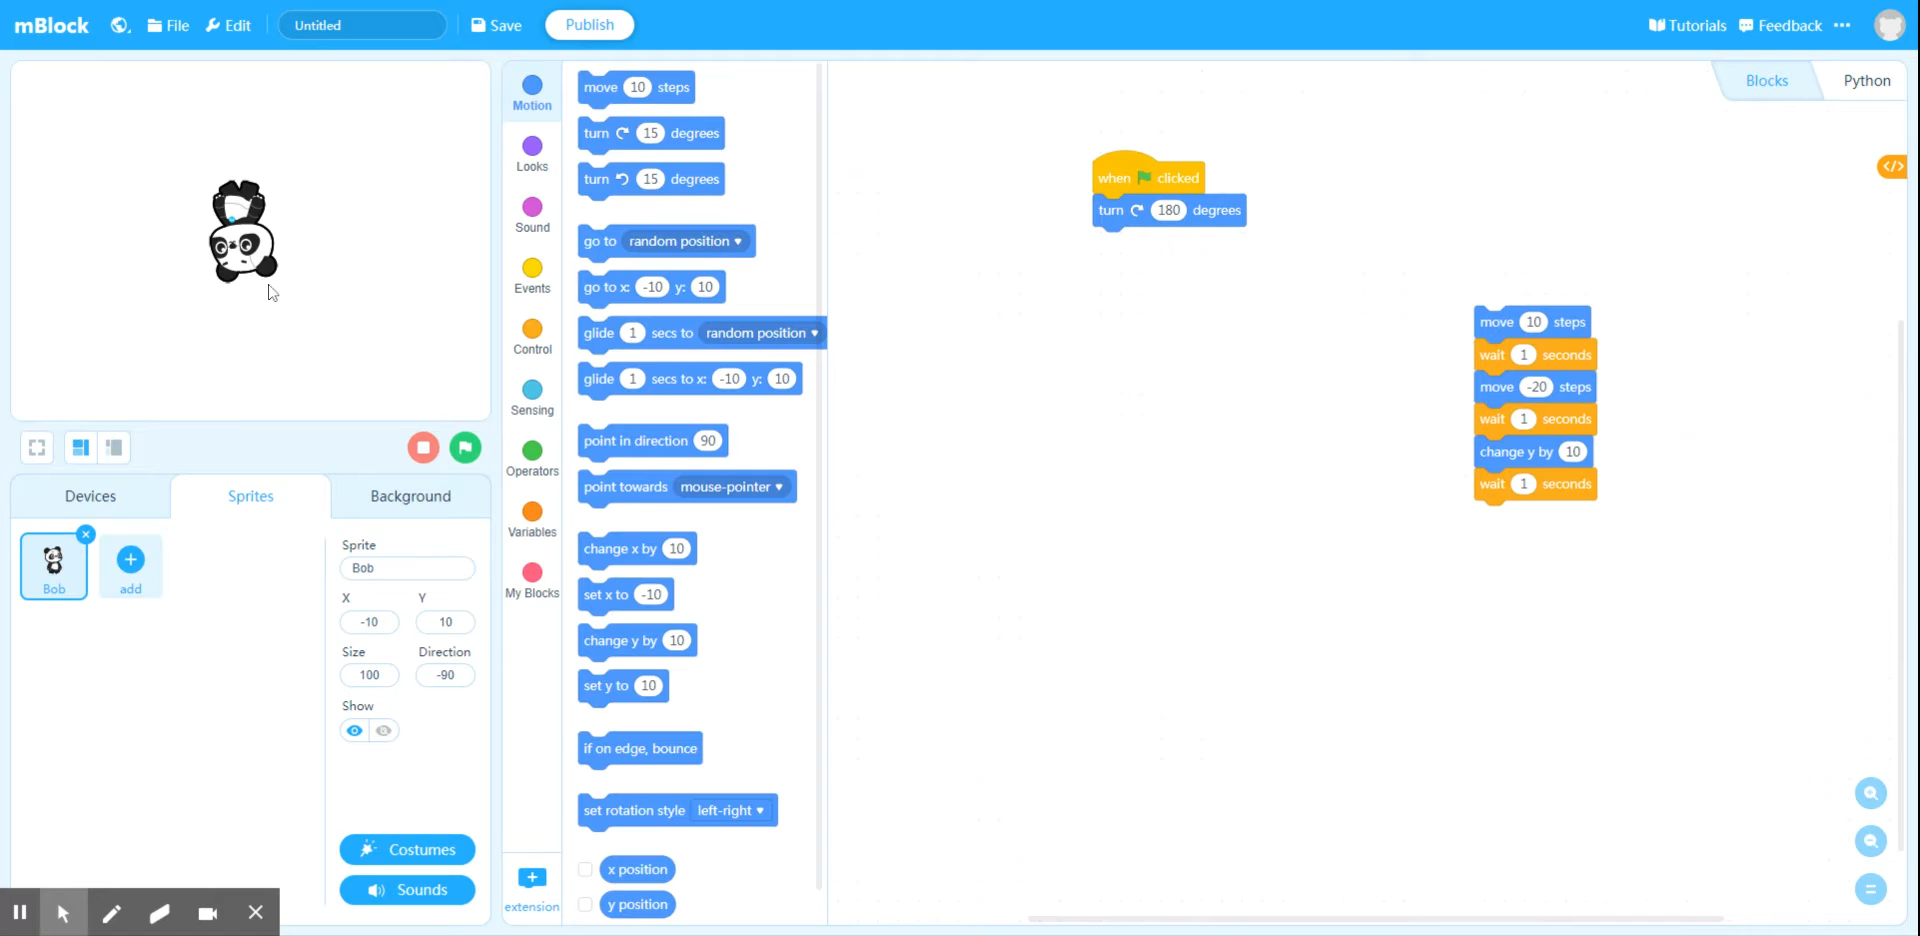 mBlock File Edit Untitled Save Publish Tutorials Feedback
Blocks Python
Motion
Looks
Sound
Events
Control
Sensing
Operators
Variables
My Blocks
extension
move 10 steps
turn 15 degrees
turn 15 degrees
go to random position
go to x: -10 y: 10
glide 1 secs to random position
glide 1 secs to x: -10 y: 10
point in direction 90
point towards mouse-pointer
change x by 10
set x to -10
change y by 10
set y to 10
if on edge, bounce
set rotation style left-right
x position
y position
when clicked
turn 180 degrees
move 10 steps
wait 1 seconds
move -20 steps
wait 1 seconds
change y by 10
wait 1 seconds
Devices Sprites Background
Bob
add
Sprite
Bob
X Y
-10 10
Size Direction
100 -90
Show
Costumes
Sounds